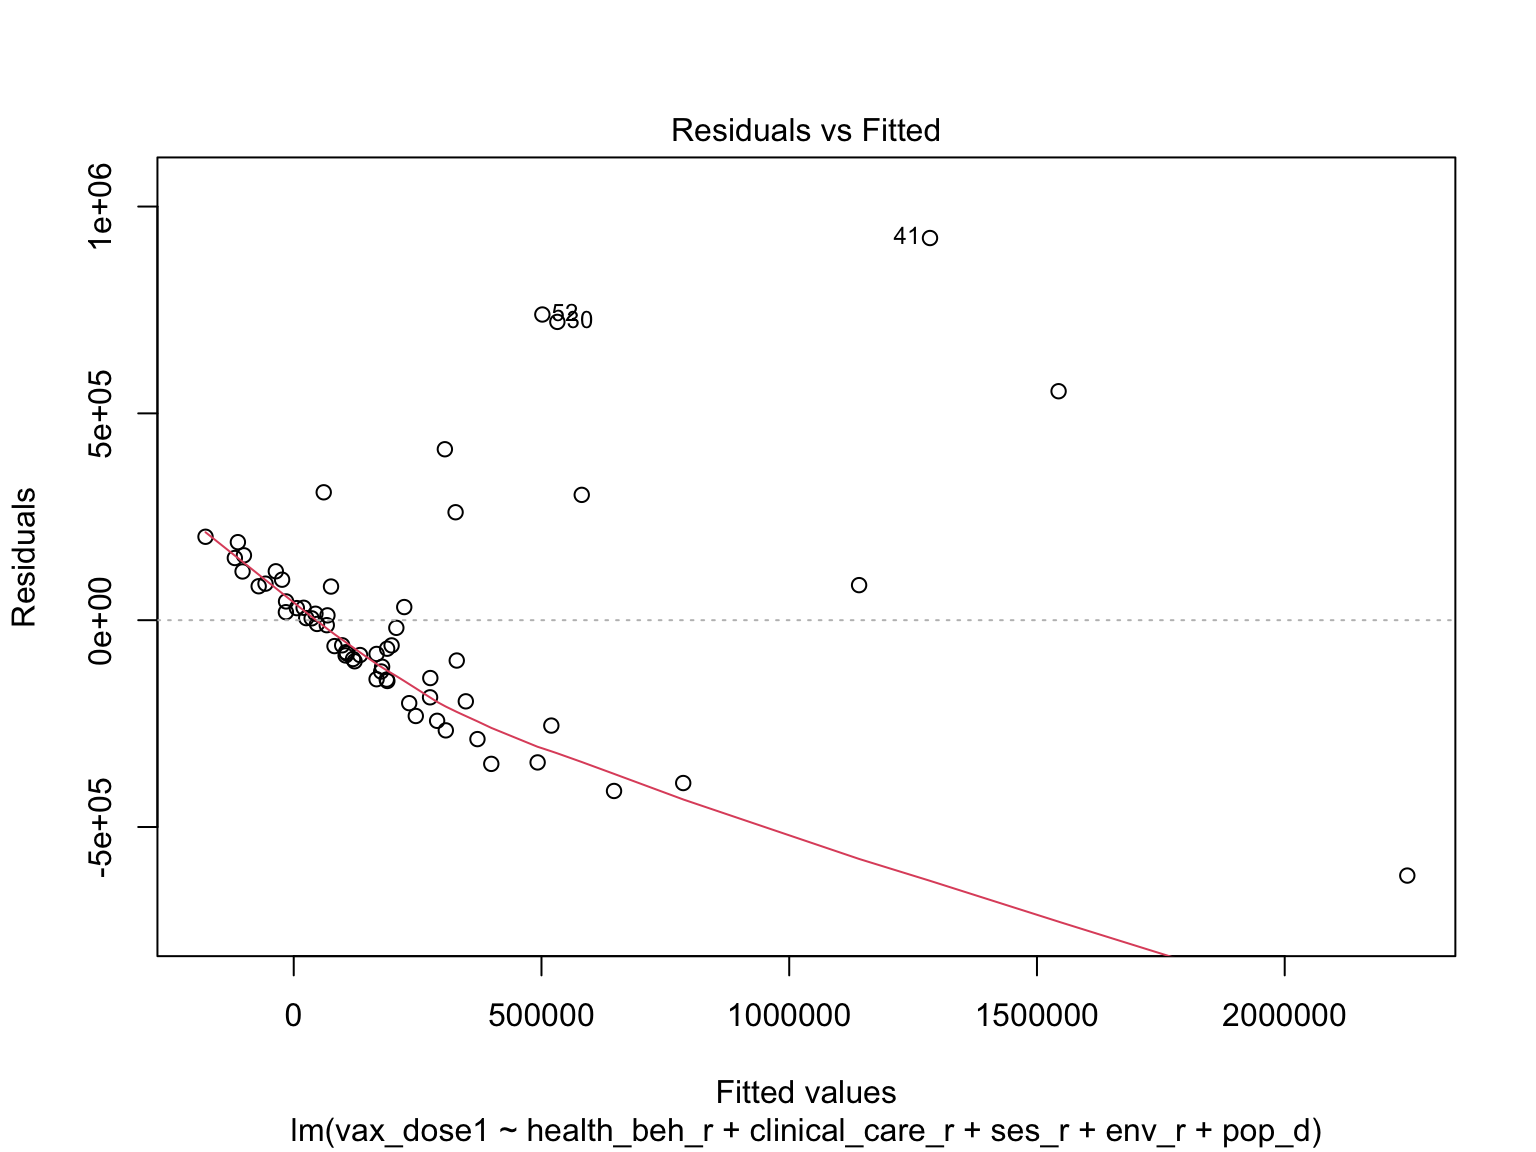 Residuals vs Fitted
Residuals
1e+06
5e+05
0e+00
-5e+05
41
30
0
500000
1000000
1500000
2000000
Fitted values
lm(vax_dose1 ~ health_beh_r + clinical_care_r + ses_r + env_r + pop_d)